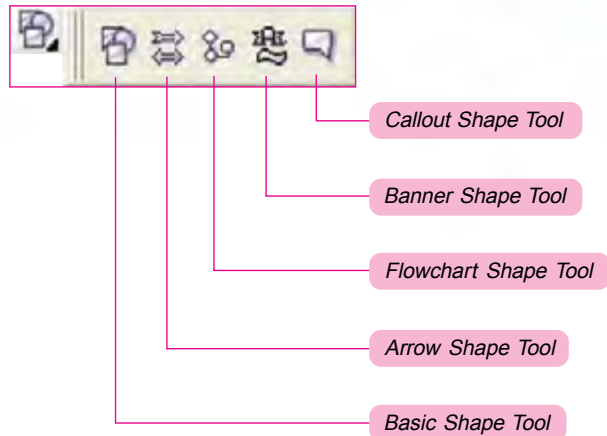 Callout Shape Tool
Banner Shape Tool
Flowchart Shape Tool
Arrow Shape Tool
Basic Shape Tool